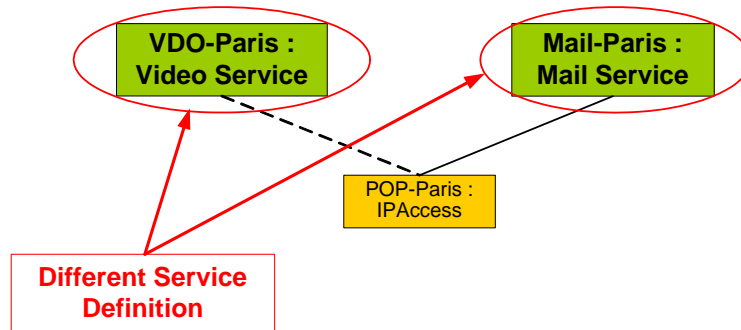 VDO-Paris :
Video Service
Mail-Paris :
Mail Service
POP-Paris :
IPAccess
Different Service
Definition